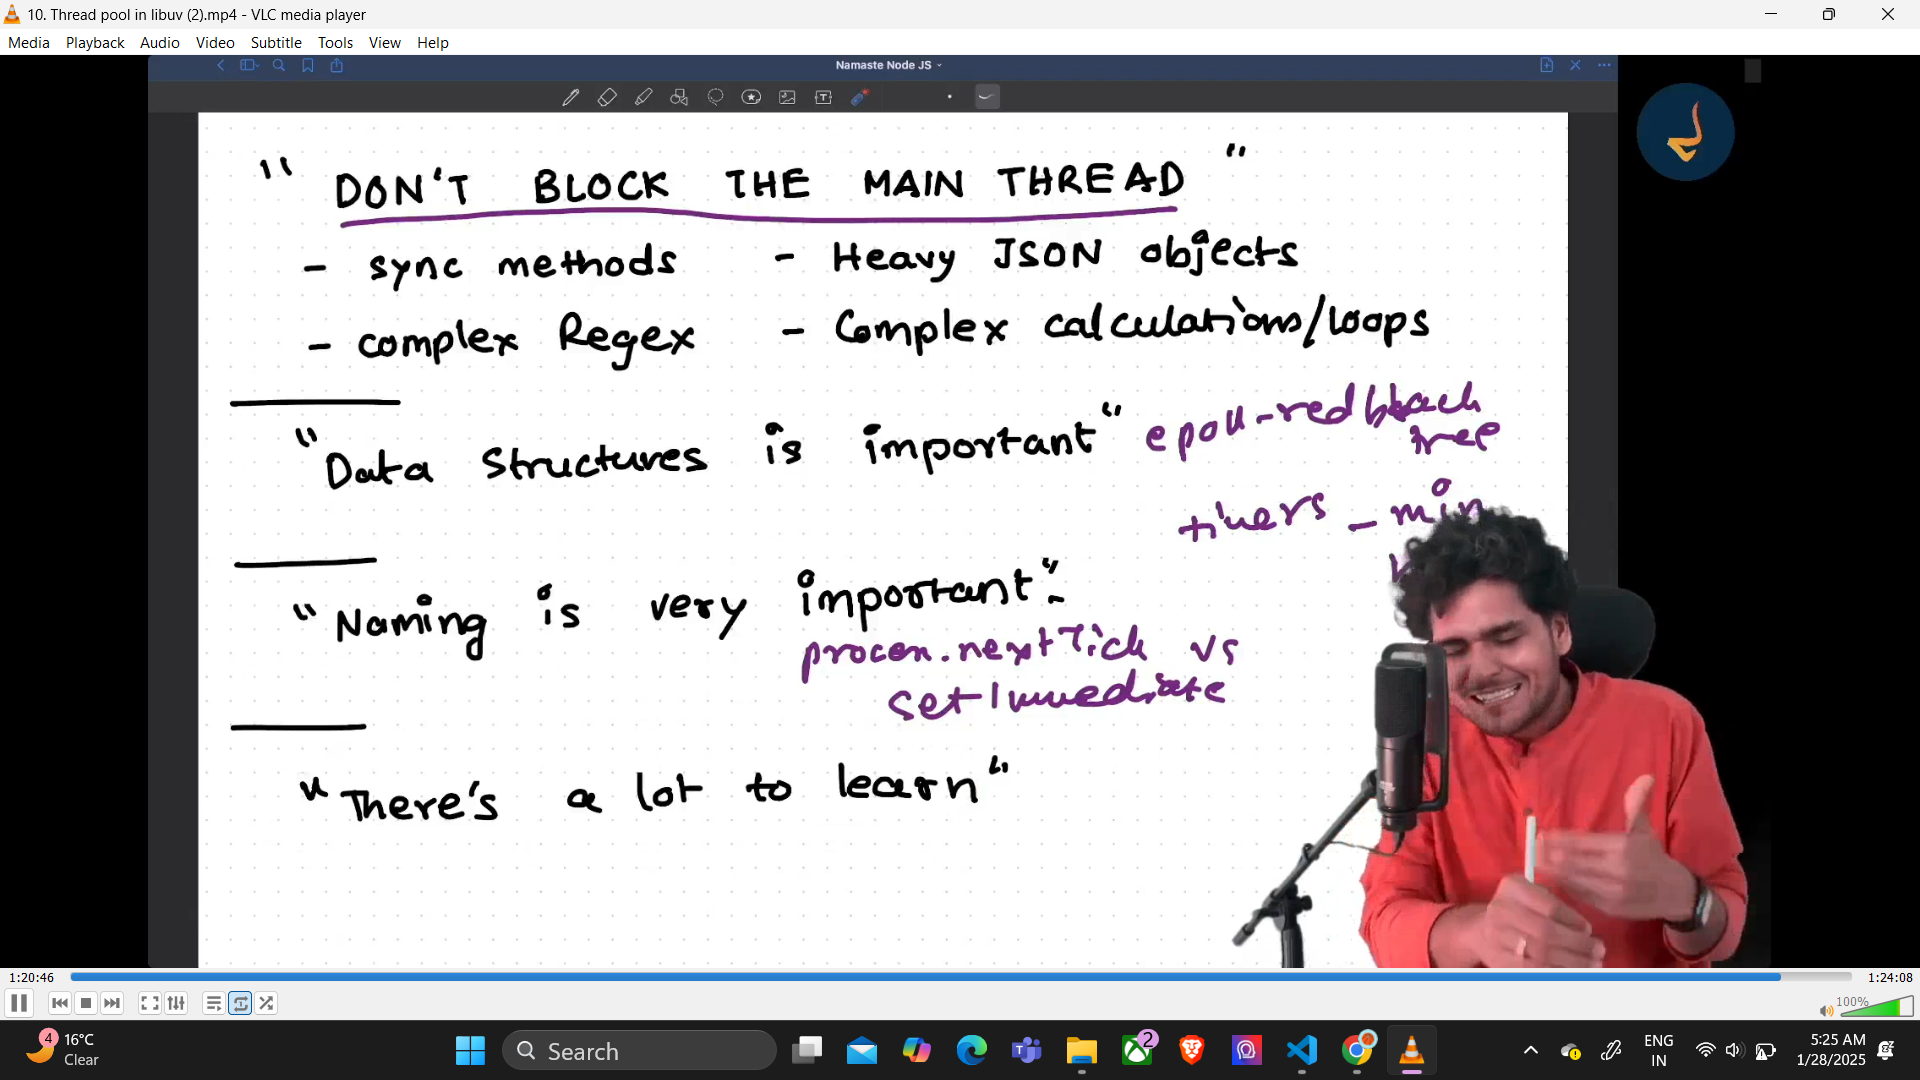 10. Thread pool in libuv (2).mp4 - VLC media player
Media Playback Audio Video Subtitle Tools View Help
Namaste Node JS
" DON'T BLOCK THE MAIN THREAD "
- sync methods - Heavy JSON objects
- complex Regex - Complex calculations/loops
"Data Structures is important" epoll - red black
tree
timers - min
"Naming is very important":-
process.nextTick vs
setImmediate
"There's a lot to learn"
1:20:46 1:24:08
100%
4 16°C
Clear
Search
2
ENG
IN
5:25 AM
1/28/2025